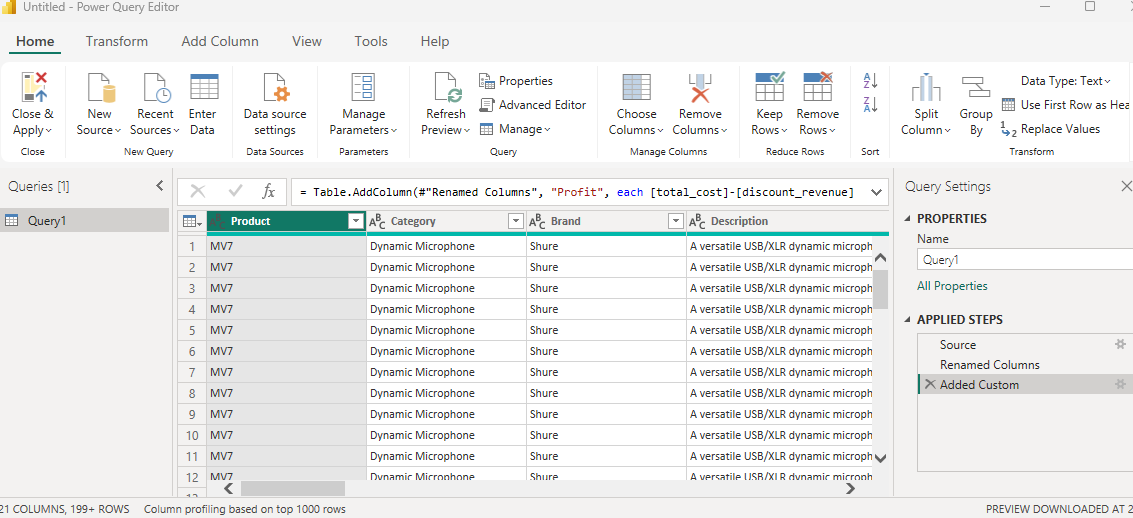 Untitled - Power Query Editor
Home Transform Add Column View Tools Help
Close & Apply
New Source
Recent Sources
Enter Data
Data source settings
Manage Parameters
Refresh Preview
Properties
Advanced Editor
Manage
Choose Columns
Remove Columns
Keep Rows
Remove Rows
A Z
Z A
Split Column
Group By
Data Type: Text
Use First Row as Hea
1 2 Replace Values
Close New Query Data Sources Parameters Query Manage Columns Reduce Rows Sort Transform
Queries [1]
Query1
fx = Table.AddColumn(#"Renamed Columns", "Profit", each [total_cost]-[discount_revenue]
Product ABC Category ABC Brand ABC Description
1 MV7 Dynamic Microphone Shure A versatile USB/XLR dynamic microph
2 MV7 Dynamic Microphone Shure A versatile USB/XLR dynamic microph
3 MV7 Dynamic Microphone Shure A versatile USB/XLR dynamic microph
4 MV7 Dynamic Microphone Shure A versatile USB/XLR dynamic microph
5 MV7 Dynamic Microphone Shure A versatile USB/XLR dynamic microph
6 MV7 Dynamic Microphone Shure A versatile USB/XLR dynamic microph
7 MV7 Dynamic Microphone Shure A versatile USB/XLR dynamic microph
8 MV7 Dynamic Microphone Shure A versatile USB/XLR dynamic microph
9 MV7 Dynamic Microphone Shure A versatile USB/XLR dynamic microph
10 MV7 Dynamic Microphone Shure A versatile USB/XLR dynamic microph
11 MV7 Dynamic Microphone Shure A versatile USB/XLR dynamic microph
12 MV7 Dynamic Microphone Shure A versatile USB/XLR dynamic microph
Query Settings
PROPERTIES
Name
Query1
All Properties
APPLIED STEPS
Source
Renamed Columns
Added Custom
21 COLUMNS, 199+ ROWS Column profiling based on top 1000 rows
PREVIEW DOWNLOADED AT 2